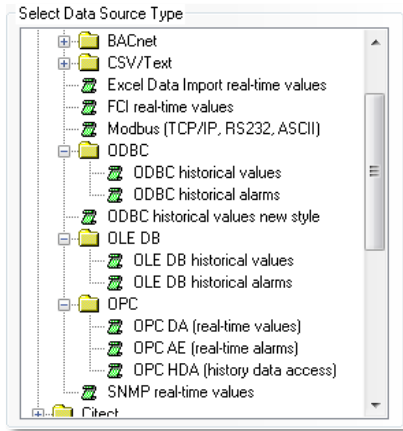 Select Data Source Type
BACnet
CSV/Text
Excel Data Import real-time values
FCI real-time values
Modbus (TCP/IP, RS232, ASCII)
ODBC
ODBC historical values
ODBC historical alarms
ODBC historical values new style
OLE DB
OLE DB historical values
OLE DB historical alarms
OPC
OPC DA (real-time values)
OPC AE (real-time alarms)
OPC HDA (history data access)
SNMP real-time values
Citect